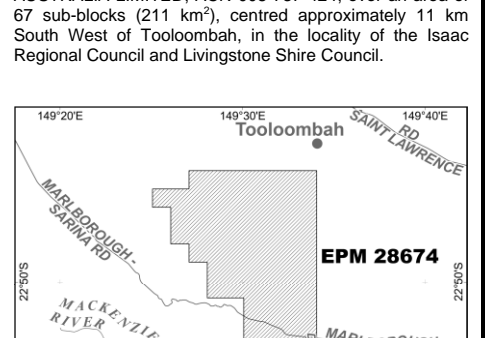 67 sub-blocks (211 km²), centred approximately 11 km
South West of Tooloombah, in the locality of the Isaac
Regional Council and Livingstone Shire Council.
149°20'E 149°30'E 149°40'E
Tooloombah
SAINT LAWRENCE RD
MARLBOROUGH -
SARINA RD
EPM 28674
22°50'S 22°50'S
MACKENZIE
RIVER
MARLBOROUGH